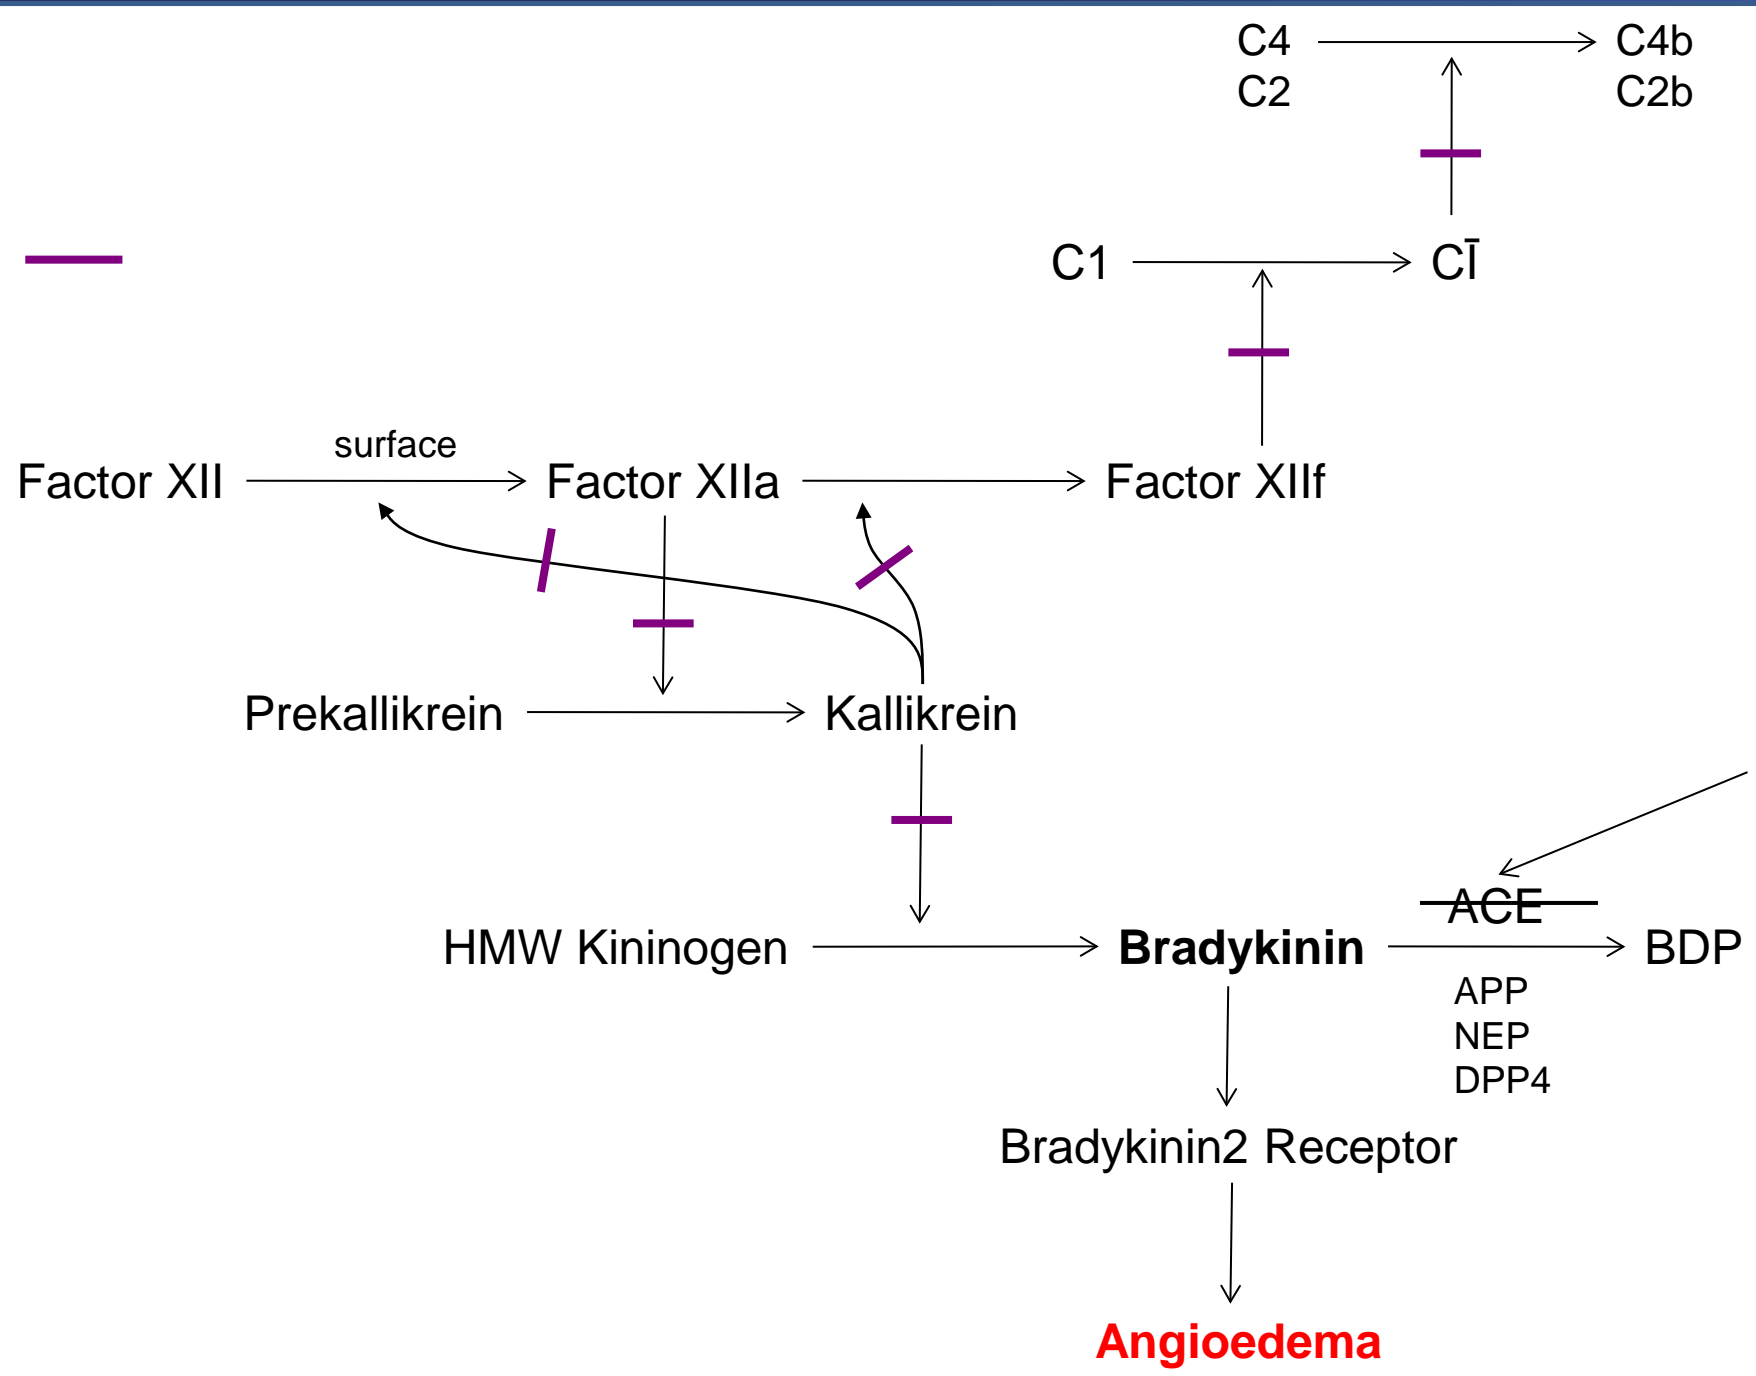 C4
C4b
C2
C2b
C1
CĪ
surface
Factor XII
Factor XIIa
Factor XIIf
Prekallikrein
Kallikrein
ACE
HMW Kininogen
Bradykinin
BDP
APP
NEP
DPP4
Bradykinin2 Receptor
Angioedema